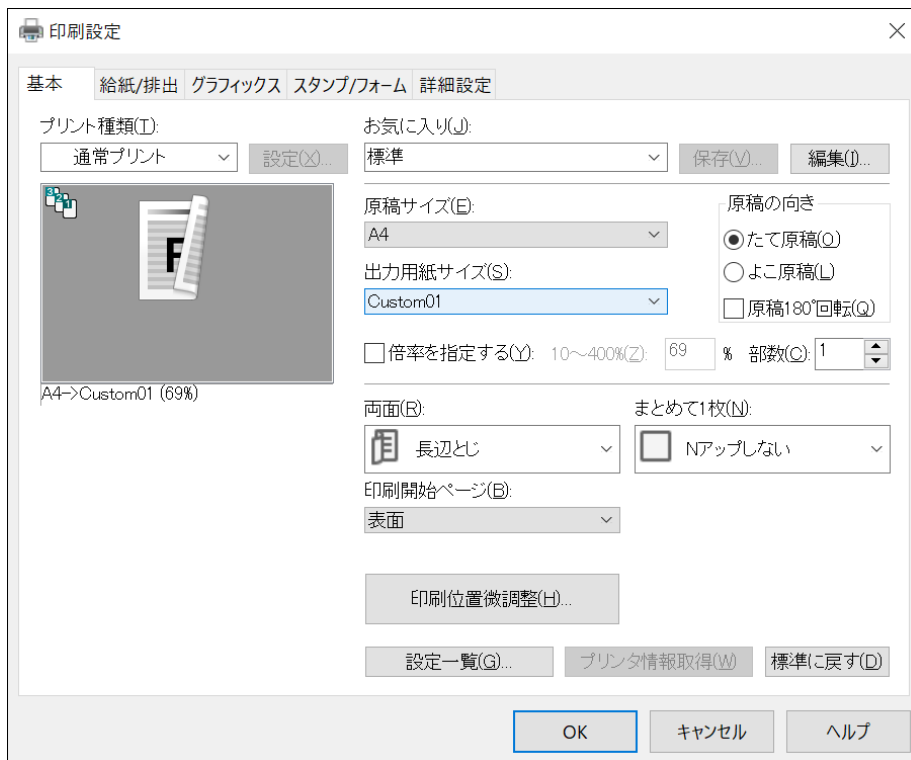 印刷設定
基本 給紙/排出 グラフィックス スタンプ/フォーム 詳細設定
プリント種類(T):
通常プリント 設定(X)...
お気に入り(J):
標準 保存(V)... 編集(I)...
321
F
A4->Custom01 (69%)
原稿サイズ(E):
A4
出力用紙サイズ(S):
Custom01
原稿の向き
たて原稿(O)
よこ原稿(L)
原稿180°回転(Q)
倍率を指定する(Y): 10～400%(Z): 69 % 部数(C): 1
両面(R):
長辺とじ
まとめて1枚(N):
Nアップしない
印刷開始ページ(B):
表面
印刷位置微調整(H)...
設定一覧(G)... プリンタ情報取得(W) 標準に戻す(D)
OK キャンセル ヘルプ